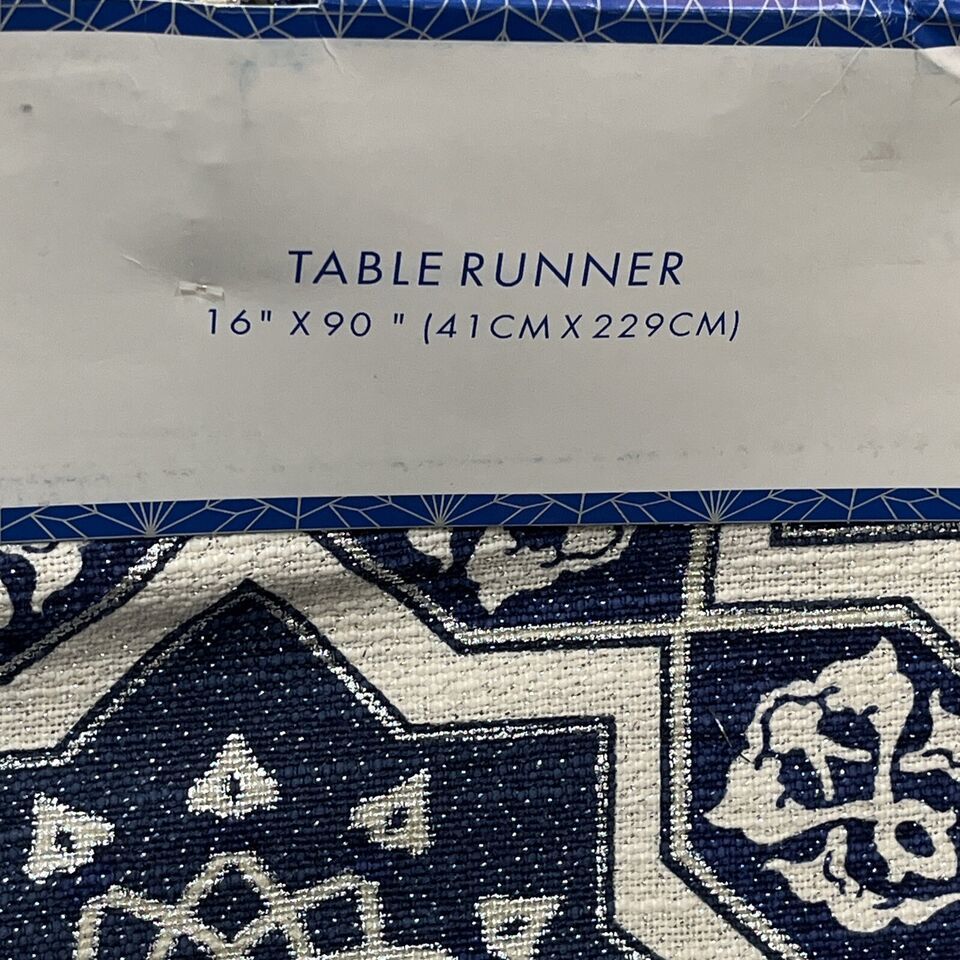 TABLE RUNNER
16" X 90 " (41CM X 229CM)